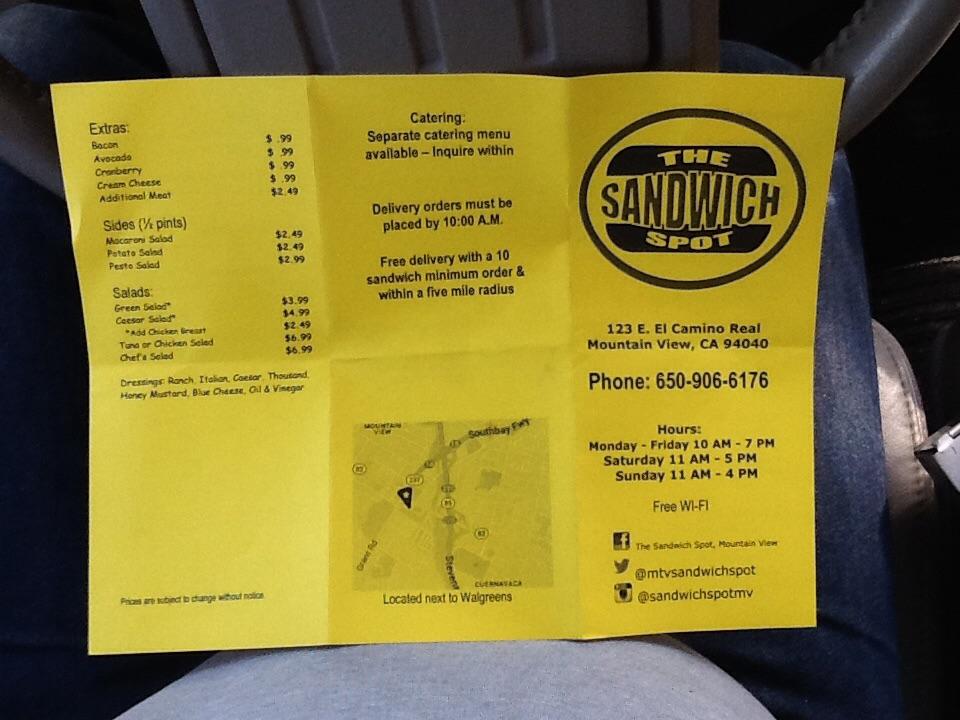 Extras:
Bacon $ .99
Avocado $ .99
Cranberry $ .99
Cream Cheese $ .99
Additional Meat $2.49
Sides (½ pints)
Macaroni Salad $2.49
Potato Salad $2.49
Pesto Salad $2.99
Salads:
Green Salad* $3.99
Caesar Salad* $4.99
*Add Chicken Breast $2.49
Tuna or Chicken Salad $6.99
Chef's Salad $6.99
Dressings: Ranch, Italian, Caesar, Thousand,
Honey Mustard, Blue Cheese, Oil & Vinegar
Prices are subject to change without notice.
Catering:
Separate catering menu
available – Inquire within
Delivery orders must be
placed by 10:00 A.M.
Free delivery with a 10
sandwich minimum order &
within a five mile radius
MOUNTAIN
VIEW
Southbay Fwy
82
237
85
82
Grant Rd
Steven
CUERNAVACA
Located next to Walgreens
THE
SANDWICH
SPOT
123 E. El Camino Real
Mountain View, CA 94040
Phone: 650-906-6176
Hours:
Monday - Friday 10 AM - 7 PM
Saturday 11 AM - 5 PM
Sunday 11 AM - 4 PM
Free WI-FI
The Sandwich Spot, Mountain View
@mtvsandwichspot
@sandwichspotmv